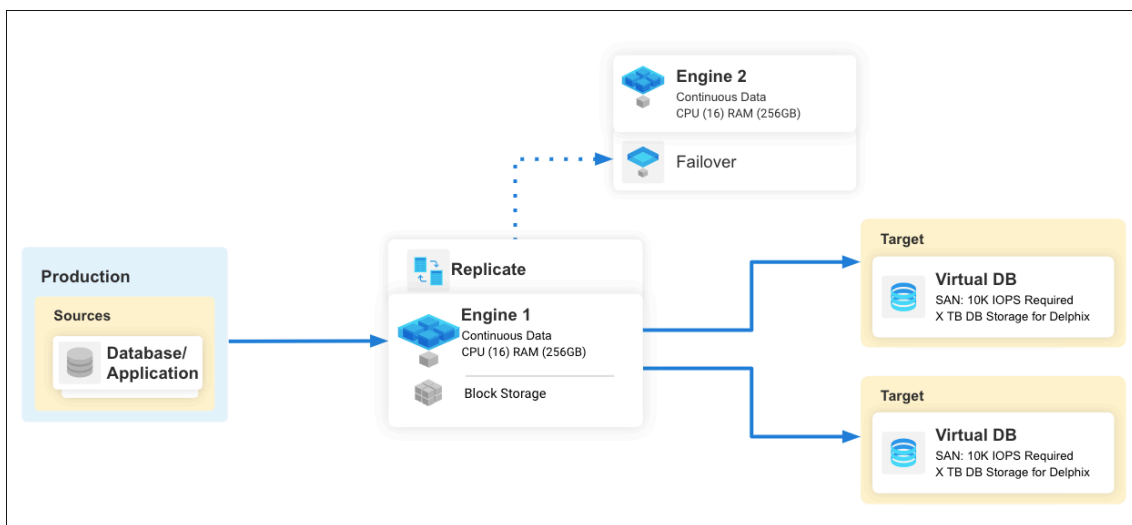 Engine 2
Continuous Data
CPU (16) RAM (256GB)
Failover
Production
Sources
Database/
Application
Replicate
Engine 1
Continuous Data
CPU (16) RAM (256GB)
Block Storage
Target
Virtual DB
SAN: 10K IOPS Required
X TB DB Storage for Delphix
Target
Virtual DB
SAN: 10K IOPS Required
X TB DB Storage for Delphix